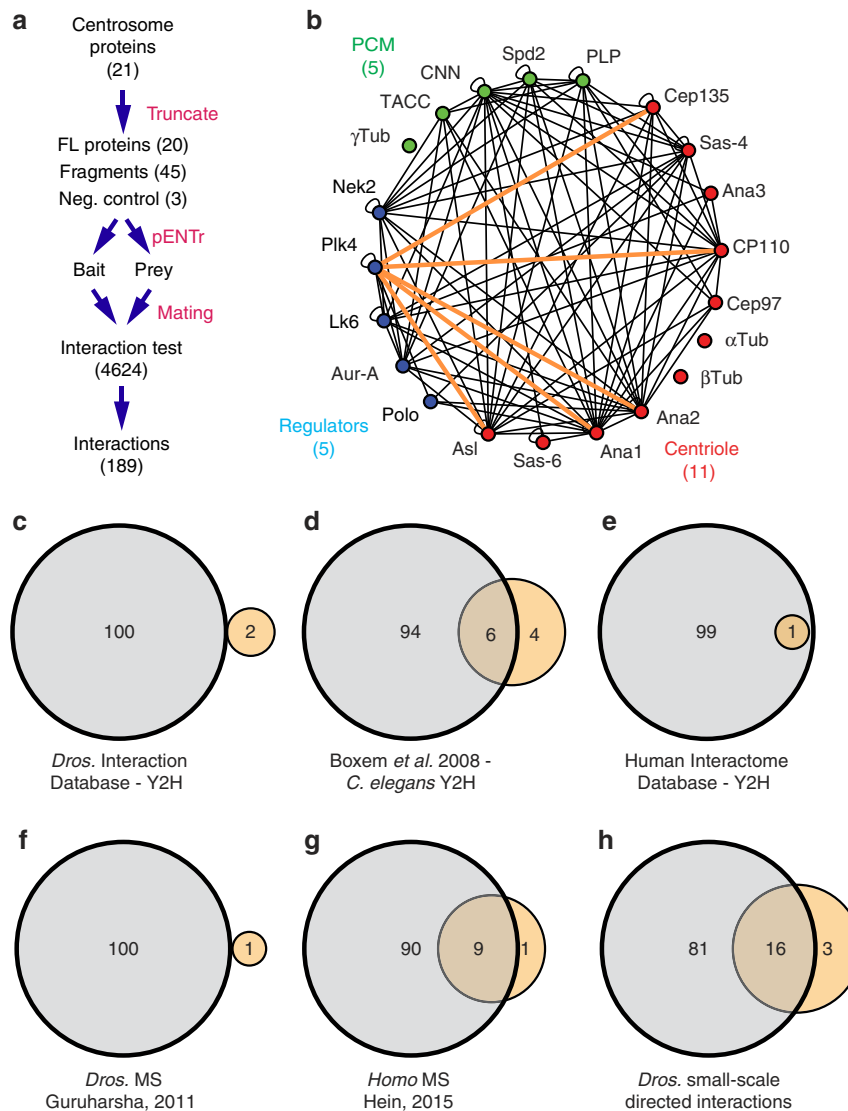 a
Centrosome
proteins
(21)
Truncate
FL proteins (20)
Fragments (45)
Neg. control (3)
pENTr
Bait
Prey
Mating
Interaction test
(4624)
Interactions
(189)
b
PCM
(5)
γTub
TACC
CNN
Spd2
PLP
Cep135
Sas-4
Ana3
CP110
Cep97
αTub
βTub
Ana2
Ana1
Sas-6
Asl
Polo
Aur-A
Lk6
Plk4
Nek2
Regulators
(5)
Centriole
(11)
c
100
2
Dros. Interaction
Database - Y2H
d
94
6
4
Boxem et al. 2008 -
C. elegans Y2H
e
99
1
Human Interactome
Database - Y2H
f
100
1
Dros. MS
Guruharsha, 2011
g
90
9
1
Homo MS
Hein, 2015
h
81
16
3
Dros. small-scale
directed interactions